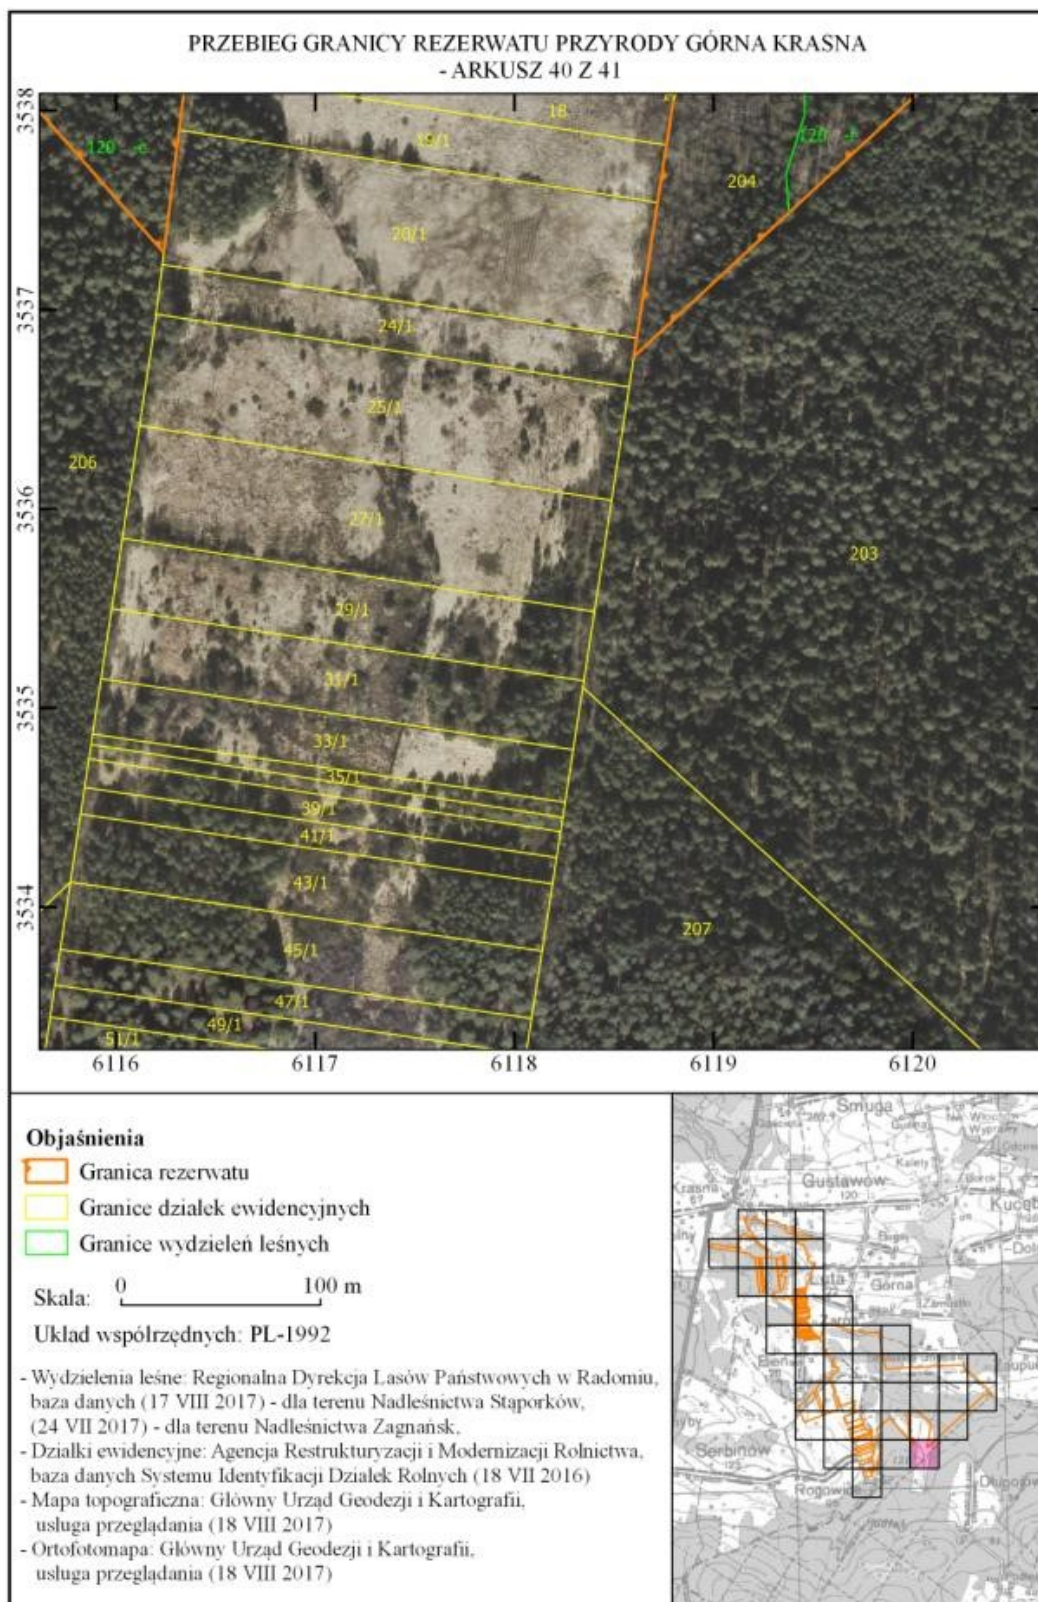 PRZEBIEG GRANICY REZERWATU PRZYRODY GÓRNA KRASNA
- ARKUSZ 40 Z 41
3538
3537
3536
3535
3534
18
19/1
120
120
204
20/1
24/1
25/1
206
27/1
203
29/1
31/1
33/1
35/1
39/1
41/1
43/1
45/1
207
47/1
49/1
51/1
6116 6117 6118 6119 6120
Objaśnienia
Granica rezerwatu
Granice działek ewidencyjnych
Granice wydzieleń leśnych
Skala: 0 100 m
Układ współrzędnych: PL-1992
- Wydzielenia leśne: Regionalna Dyrekcja Lasów Państwowych w Radomiu,
baza danych (17 VIII 2017) - dla terenu Nadleśnictwa Stąporków,
(24 VII 2017) - dla terenu Nadleśnictwa Zagnańsk,
- Działki ewidencyjne: Agencja Restrukturyzacji i Modernizacji Rolnictwa,
baza danych Systemu Identyfikacji Działek Rolnych (18 VII 2016)
- Mapa topograficzna: Główny Urząd Geodezji i Kartografii,
usługa przeglądania (18 VIII 2017)
- Ortofotomapa: Główny Urząd Geodezji i Kartografii,
usługa przeglądania (18 VIII 2017)
Smuga
Kalety
Krasna
Gustawów
120
Borok
Luta
Górna
Serbinów
Rogowice